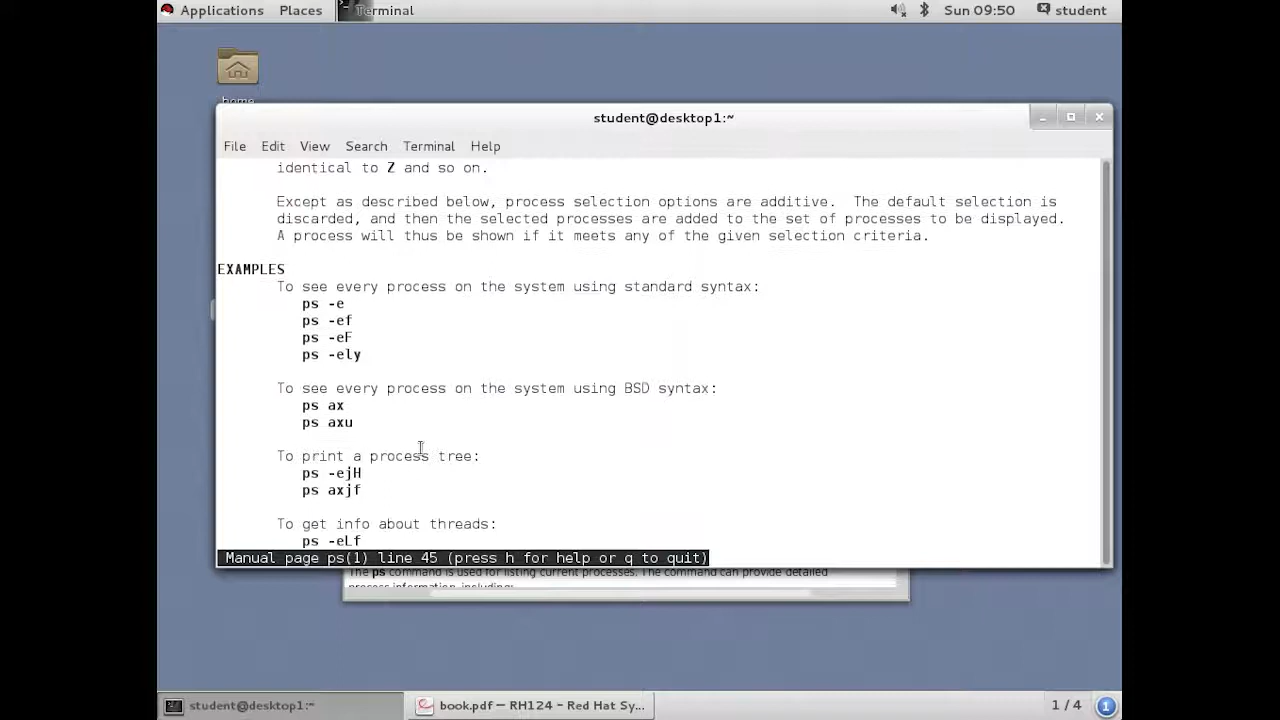 Applications Places Terminal Sun 09:50 student
home
student@desktop1:~
File Edit View Search Terminal Help
identical to Z and so on.
Except as described below, process selection options are additive. The default selection is
discarded, and then the selected processes are added to the set of processes to be displayed.
A process will thus be shown if it meets any of the given selection criteria.
EXAMPLES
To see every process on the system using standard syntax:
ps -e
ps -ef
ps -eF
ps -ely
To see every process on the system using BSD syntax:
ps ax
ps axu
To print a process tree:
ps -ejH
ps axjf
To get info about threads:
ps -eLf
Manual page ps(1) line 45 (press h for help or q to quit)
The ps command is used for listing current processes. The command can provide detailed
process information, including:
student@desktop1:~ book.pdf — RH124 - Red Hat Sy... 1 / 4 1